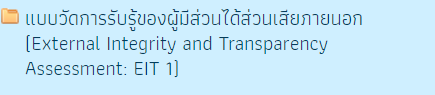 แบบวัดการรับรู้ของผู้มีส่วนได้ส่วนเสียภายนอก
(External Integrity and Transparency
Assessment: EIT 1)